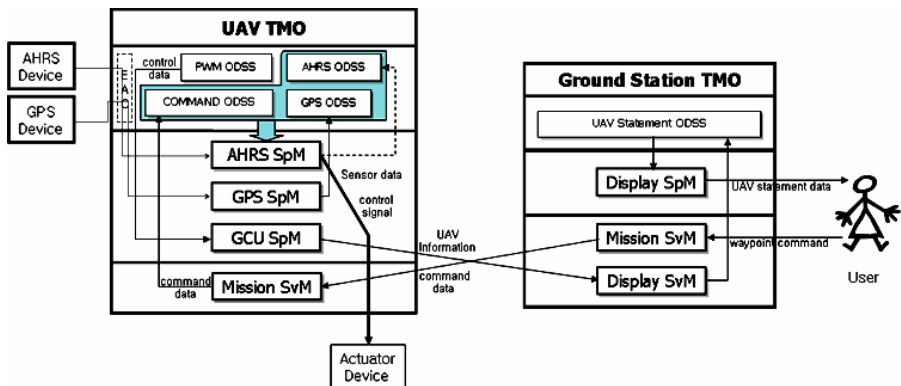 UAV TMO
AHRS
Device
GPS
Device
E
A
C
control
data
PWM ODSS
AHRS ODSS
COMMAND ODSS
GPS ODSS
AHRS SpM
GPS SpM
GCU SpM
Mission SvM
Sensor data
control
signal
UAV
Information
command
data
command
data
Actuator
Device
Ground Station TMO
UAV Statement ODSS
Display SpM
Mission SvM
Display SvM
UAV statement data
waypoint command
User